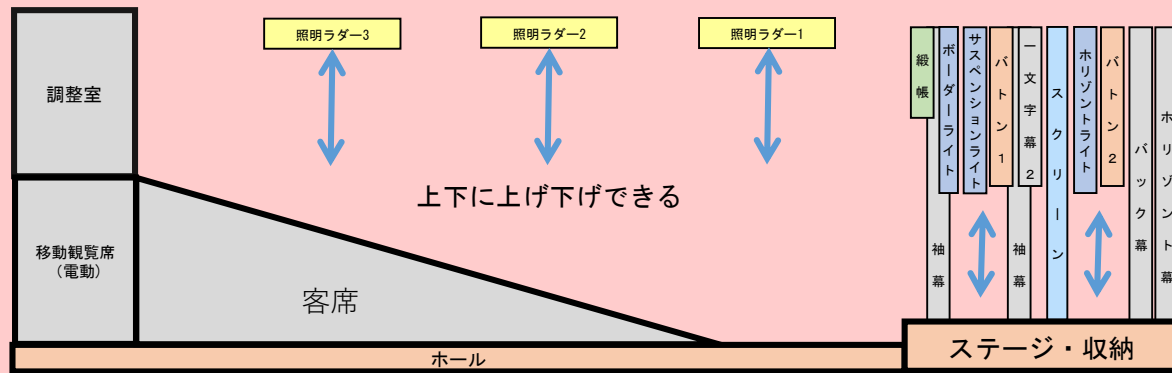 照明ラダー3
照明ラダー2
照明ラダー1
調整室
移動観覧席
(電動)
客席
上下に上げ下げできる
ホール
緞帳
ボーダーライト
サスペンションライト
バトン1
一文字幕2
スクリーン
ホリゾントライト
バトン2
バック幕
ホリゾント幕
袖幕
袖幕
ステージ・収納